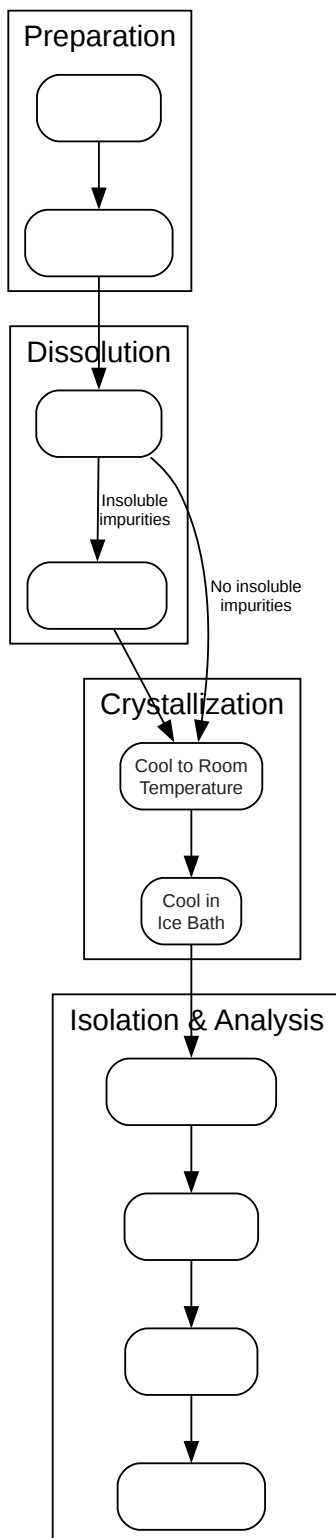 Preparation
Dissolution
Insoluble
impurities
No insoluble
impurities
Crystallization
Cool to Room
Temperature
Cool in
Ice Bath
Isolation & Analysis